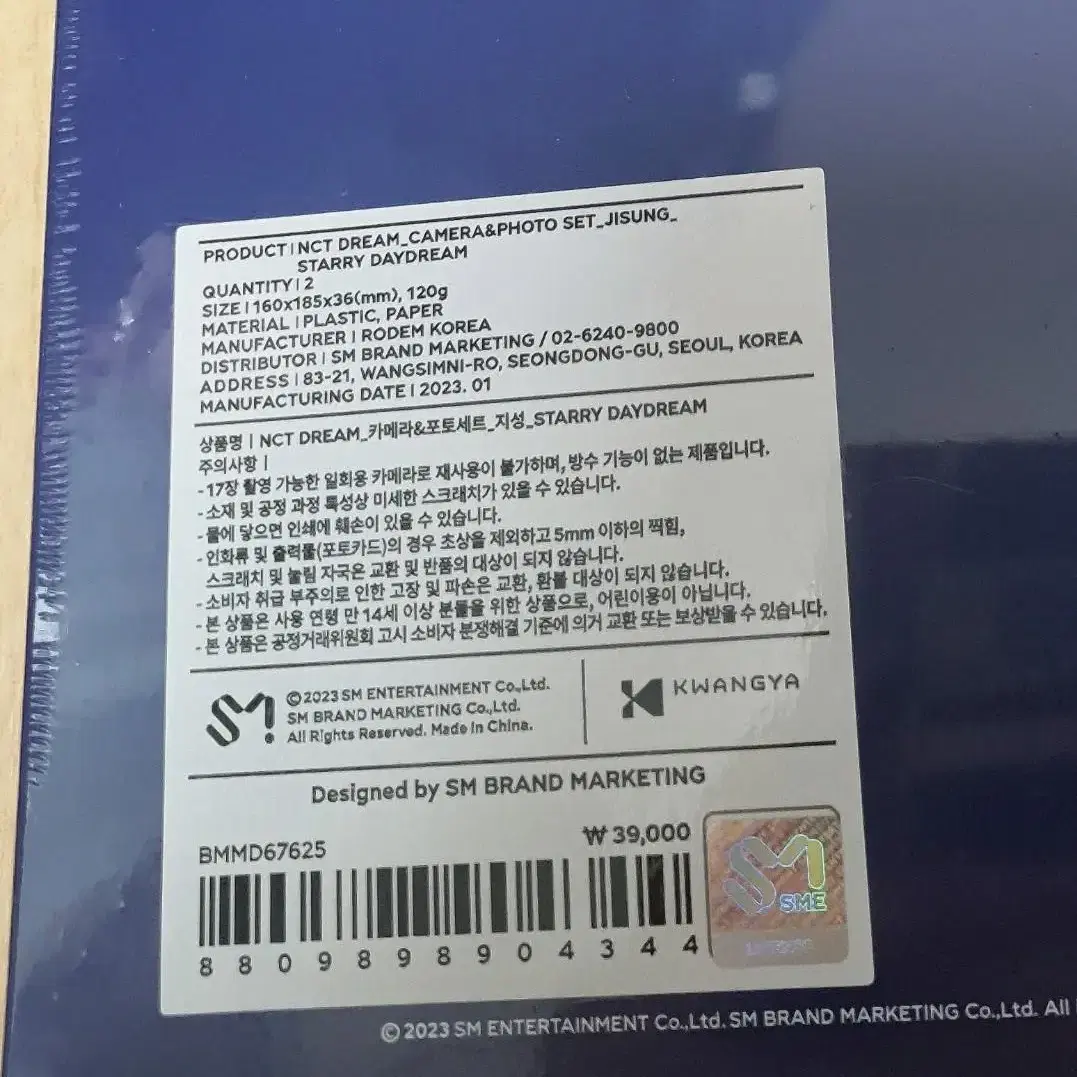 PRODUCT | NCT DREAM_CAMERA&PHOTO SET_JISUNG_
STARRY DAYDREAM
QUANTITY | 2
SIZE | 160x185x36(mm), 120g
MATERIAL | PLASTIC, PAPER
MANUFACTURER | RODEM KOREA
DISTRIBUTOR | SM BRAND MARKETING / 02-6240-9800
ADDRESS | 83-21, WANGSIMNI-RO, SEONGDONG-GU, SEOUL, KOREA
MANUFACTURING DATE | 2023. 01
상품명 | NCT DREAM_카메라&포토세트_지성_STARRY DAYDREAM
주의사항 |
- 17장 촬영 가능한 일회용 카메라로 재사용이 불가하며, 방수 기능이 없는 제품입니다.
- 소재 및 공정 과정 특성상 미세한 스크래치가 있을 수 있습니다.
- 물에 닿으면 인쇄에 훼손이 있을 수 있습니다.
- 인화류 및 출력물(포토카드)의 경우 초상을 제외하고 5mm 이하의 찍힘,
스크래치 및 눌림 자국은 교환 및 반품의 대상이 되지 않습니다.
- 소비자 취급 부주의로 인한 고장 및 파손은 교환, 환불 대상이 되지 않습니다.
- 본 상품은 사용 연령 만 14세 이상 분들을 위한 상품으로, 어린이용이 아닙니다.
- 본 상품은 공정거래위원회 고시 소비자 분쟁해결 기준에 의거 교환 또는 보상받을 수 있습니다.
SM!
©2023 SM ENTERTAINMENT Co.,Ltd.
SM BRAND MARKETING Co.,Ltd.
All Rights Reserved. Made in China.
KWANGYA
Designed by SM BRAND MARKETING
BMMD67625
₩ 39,000
8809898904344
SM
SME
© 2023 SM ENTERTAINMENT Co.,Ltd. SM BRAND MARKETING Co.,Ltd. All